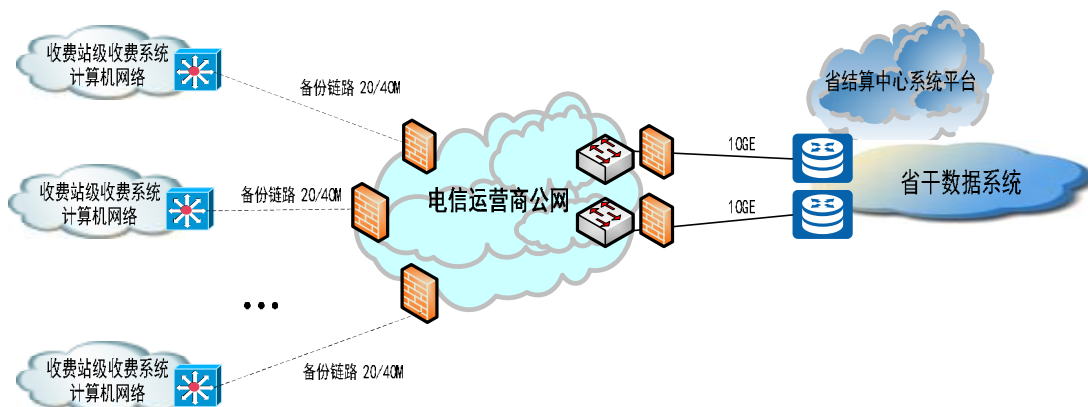 收费站级收费系统
计算机网络
备份链路 20/40M
省结算中心系统平台
10GE
收费站级收费系统
计算机网络
备份链路 20/40M
电信运营商公网
省干数据系统
10GE
•••
收费站级收费系统
计算机网络
备份链路 20/40M